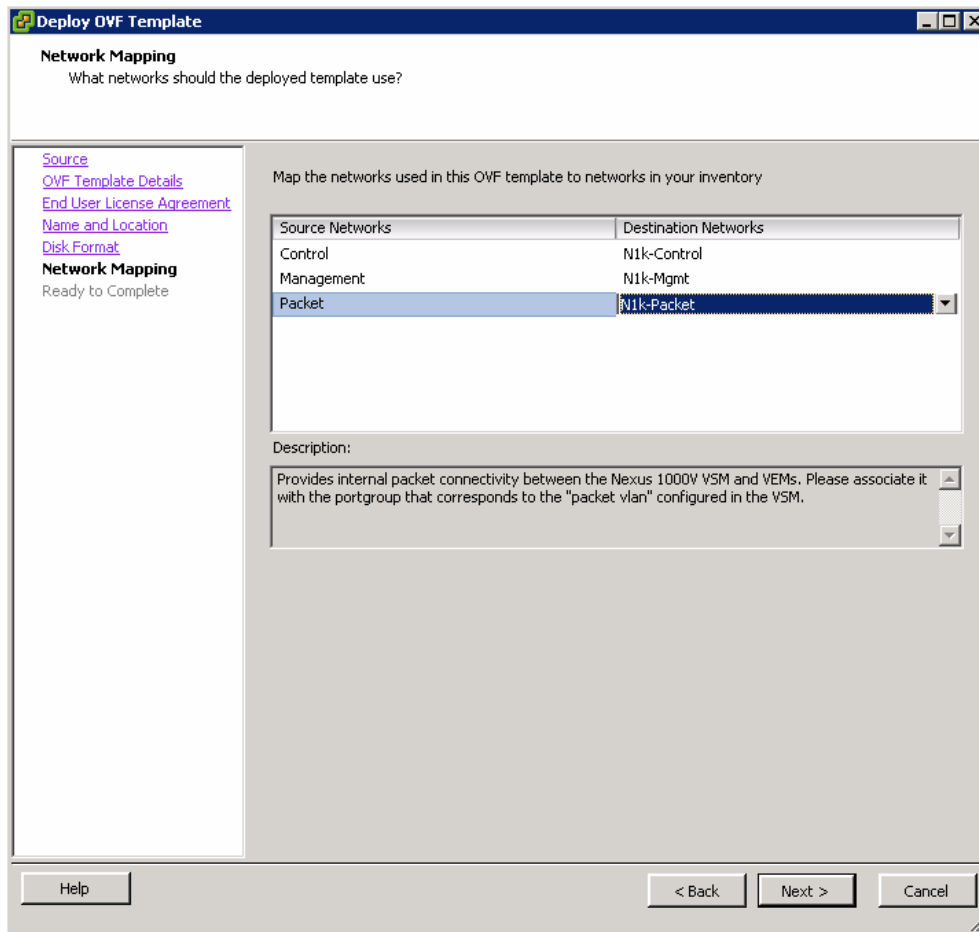 Deploy OVF Template
Network Mapping
What networks should the deployed template use?
Source
OVF Template Details
End User License Agreement
Name and Location
Disk Format
Network Mapping
Ready to Complete
Map the networks used in this OVF template to networks in your inventory
Source Networks Destination Networks
Control N1k-Control
Management N1k-Mgmt
Packet N1k-Packet
Description:
Provides internal packet connectivity between the Nexus 1000V VSM and VEMs. Please associate it
with the portgroup that corresponds to the "packet vlan" configured in the VSM.
Help < Back Next > Cancel